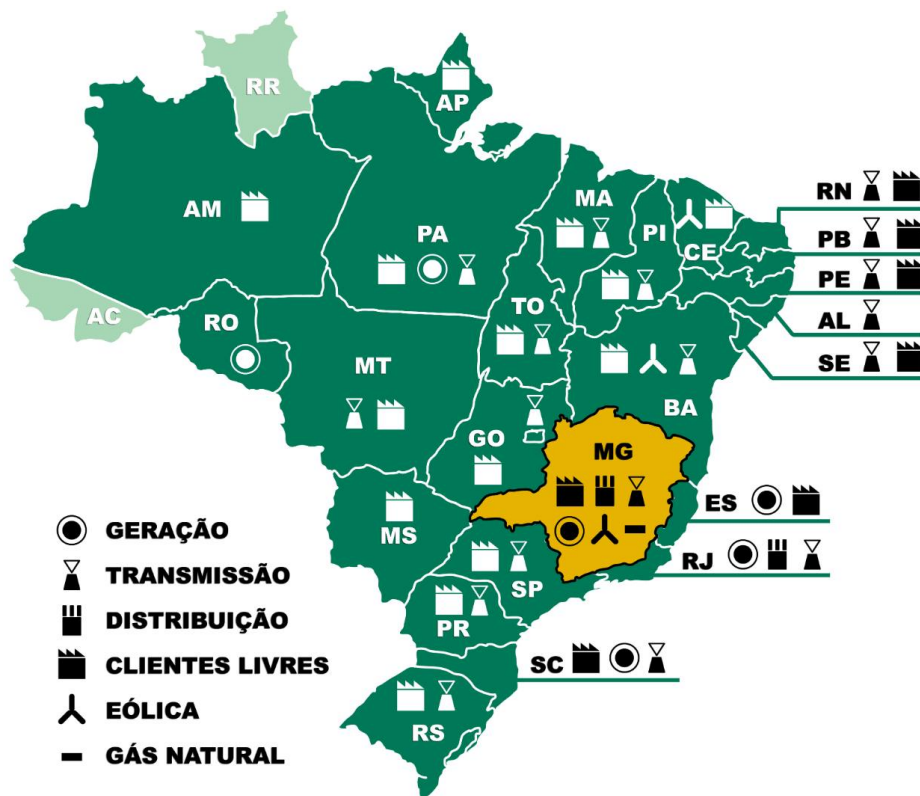 RR
AP
AM
PA
MA
PI
CE
RN
PB
PE
AL
SE
AC
RO
TO
MT
BA
GO
MG
MS
ES
RJ
SP
PR
SC
RS
GERAÇÃO
TRANSMISSÃO
DISTRIBUIÇÃO
CLIENTES LIVRES
EÓLICA
GÁS NATURAL